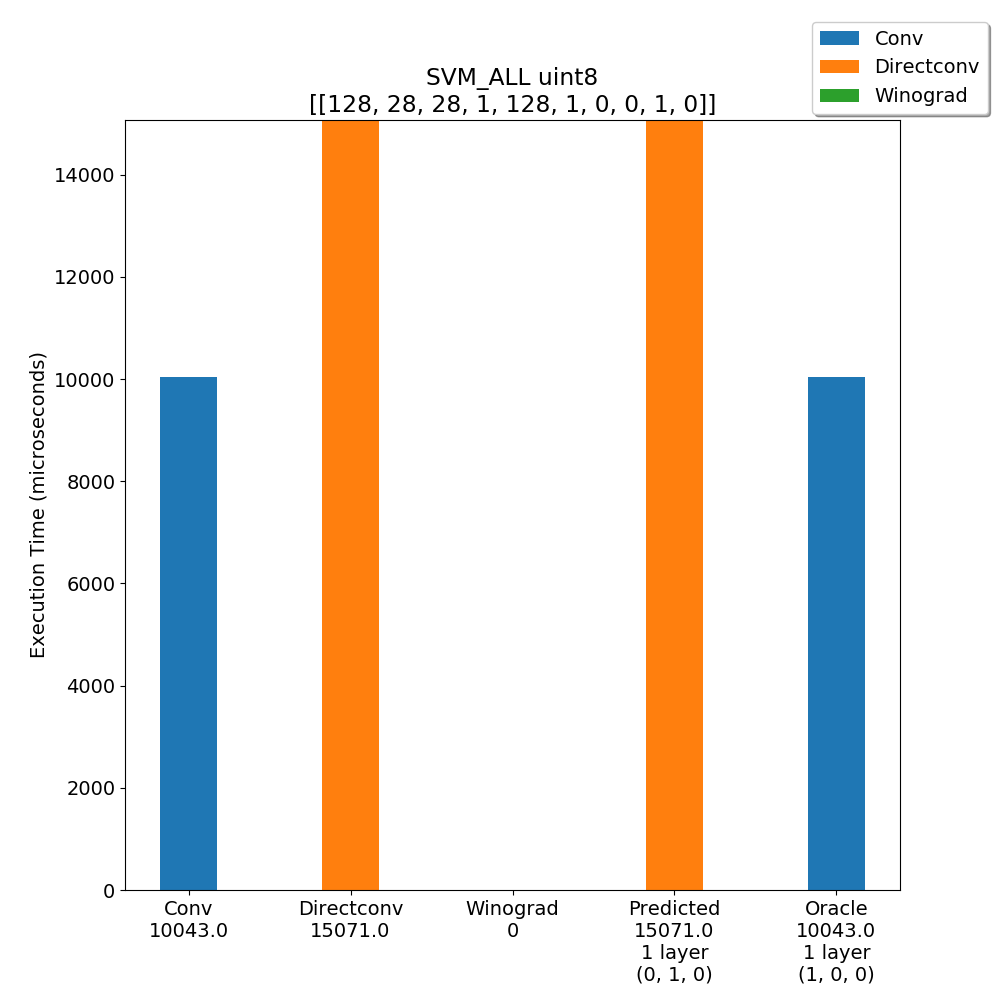 Conv
Directconv
Winograd
SVM_ALL uint8
[[128, 28, 28, 1, 128, 1, 0, 0, 1, 0]]
Execution Time (microseconds)
14000
12000
10000
8000
6000
4000
2000
0
Conv
10043.0
Directconv
15071.0
Winograd
0
Predicted
15071.0
1 layer
(0, 1, 0)
Oracle
10043.0
1 layer
(1, 0, 0)